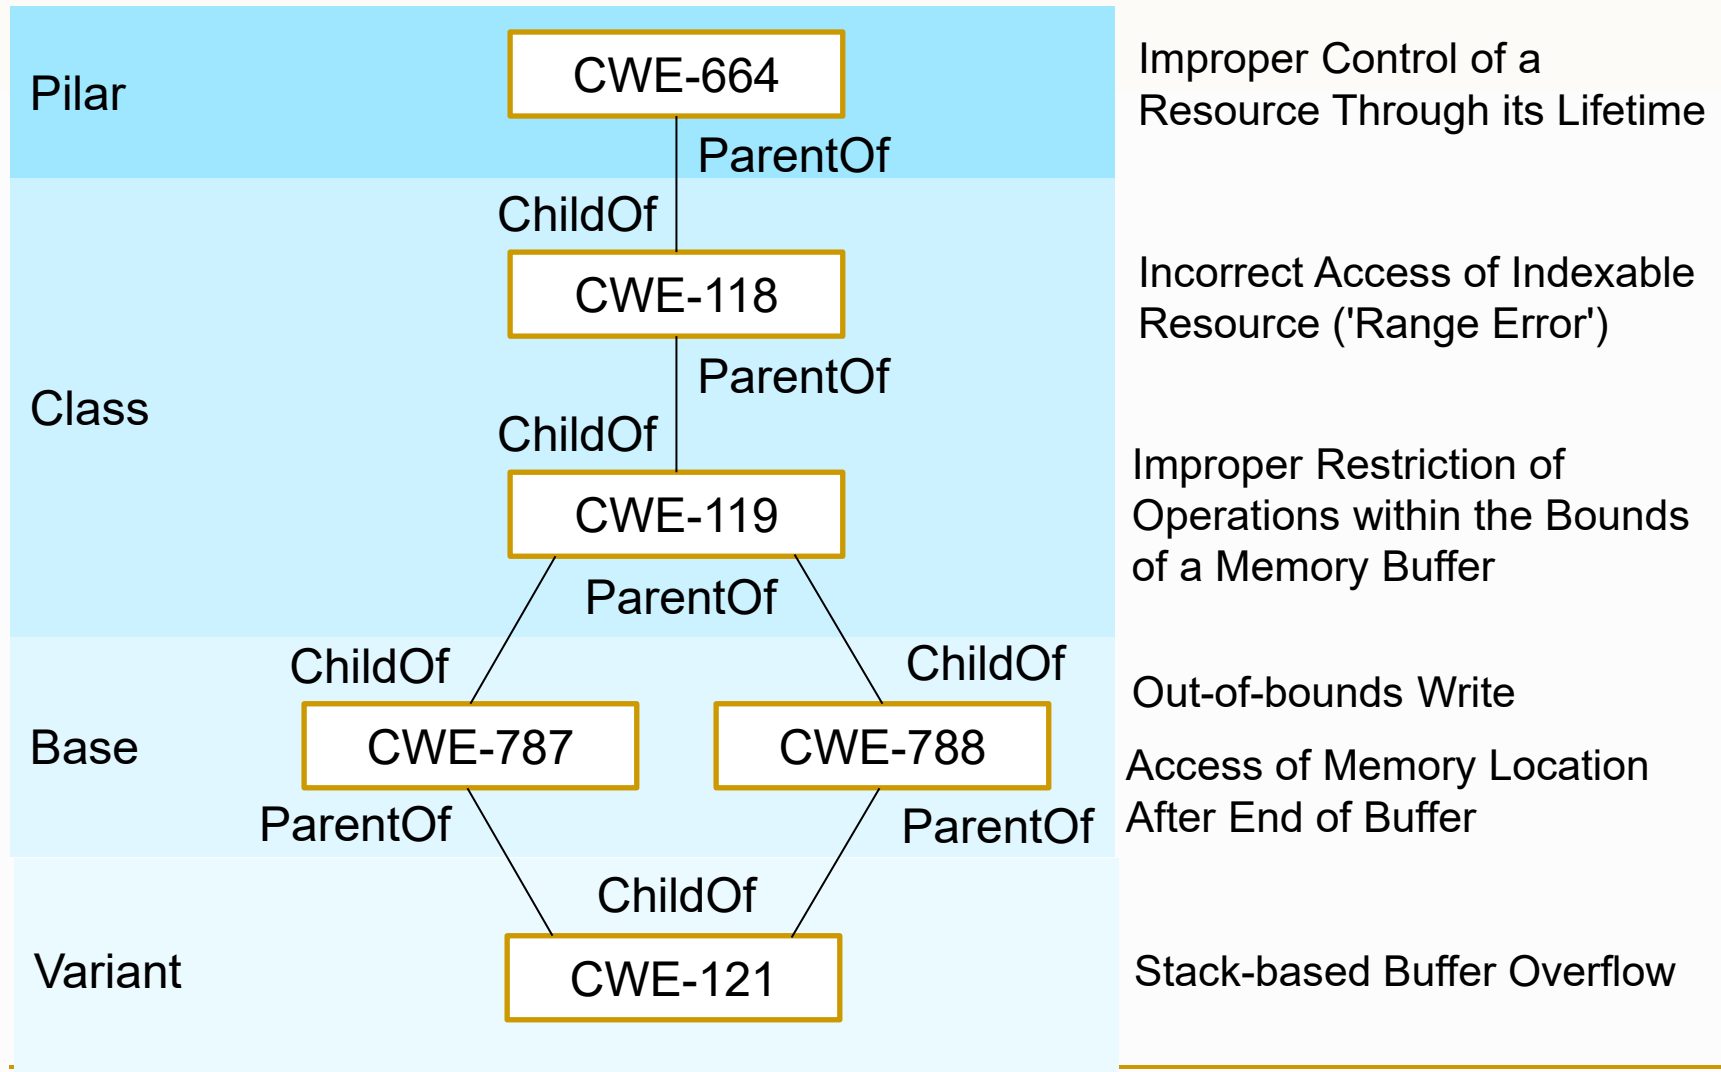 Pilar
CWE-664
Improper Control of a
Resource Through its Lifetime
ParentOf
ChildOf
CWE-118
Incorrect Access of Indexable
Resource ('Range Error')
ParentOf
Class
ChildOf
CWE-119
Improper Restriction of
Operations within the Bounds
of a Memory Buffer
ParentOf
ChildOf
ChildOf
Out-of-bounds Write
Base
CWE-787
CWE-788
Access of Memory Location
After End of Buffer
ParentOf
ParentOf
ChildOf
Variant
CWE-121
Stack-based Buffer Overflow